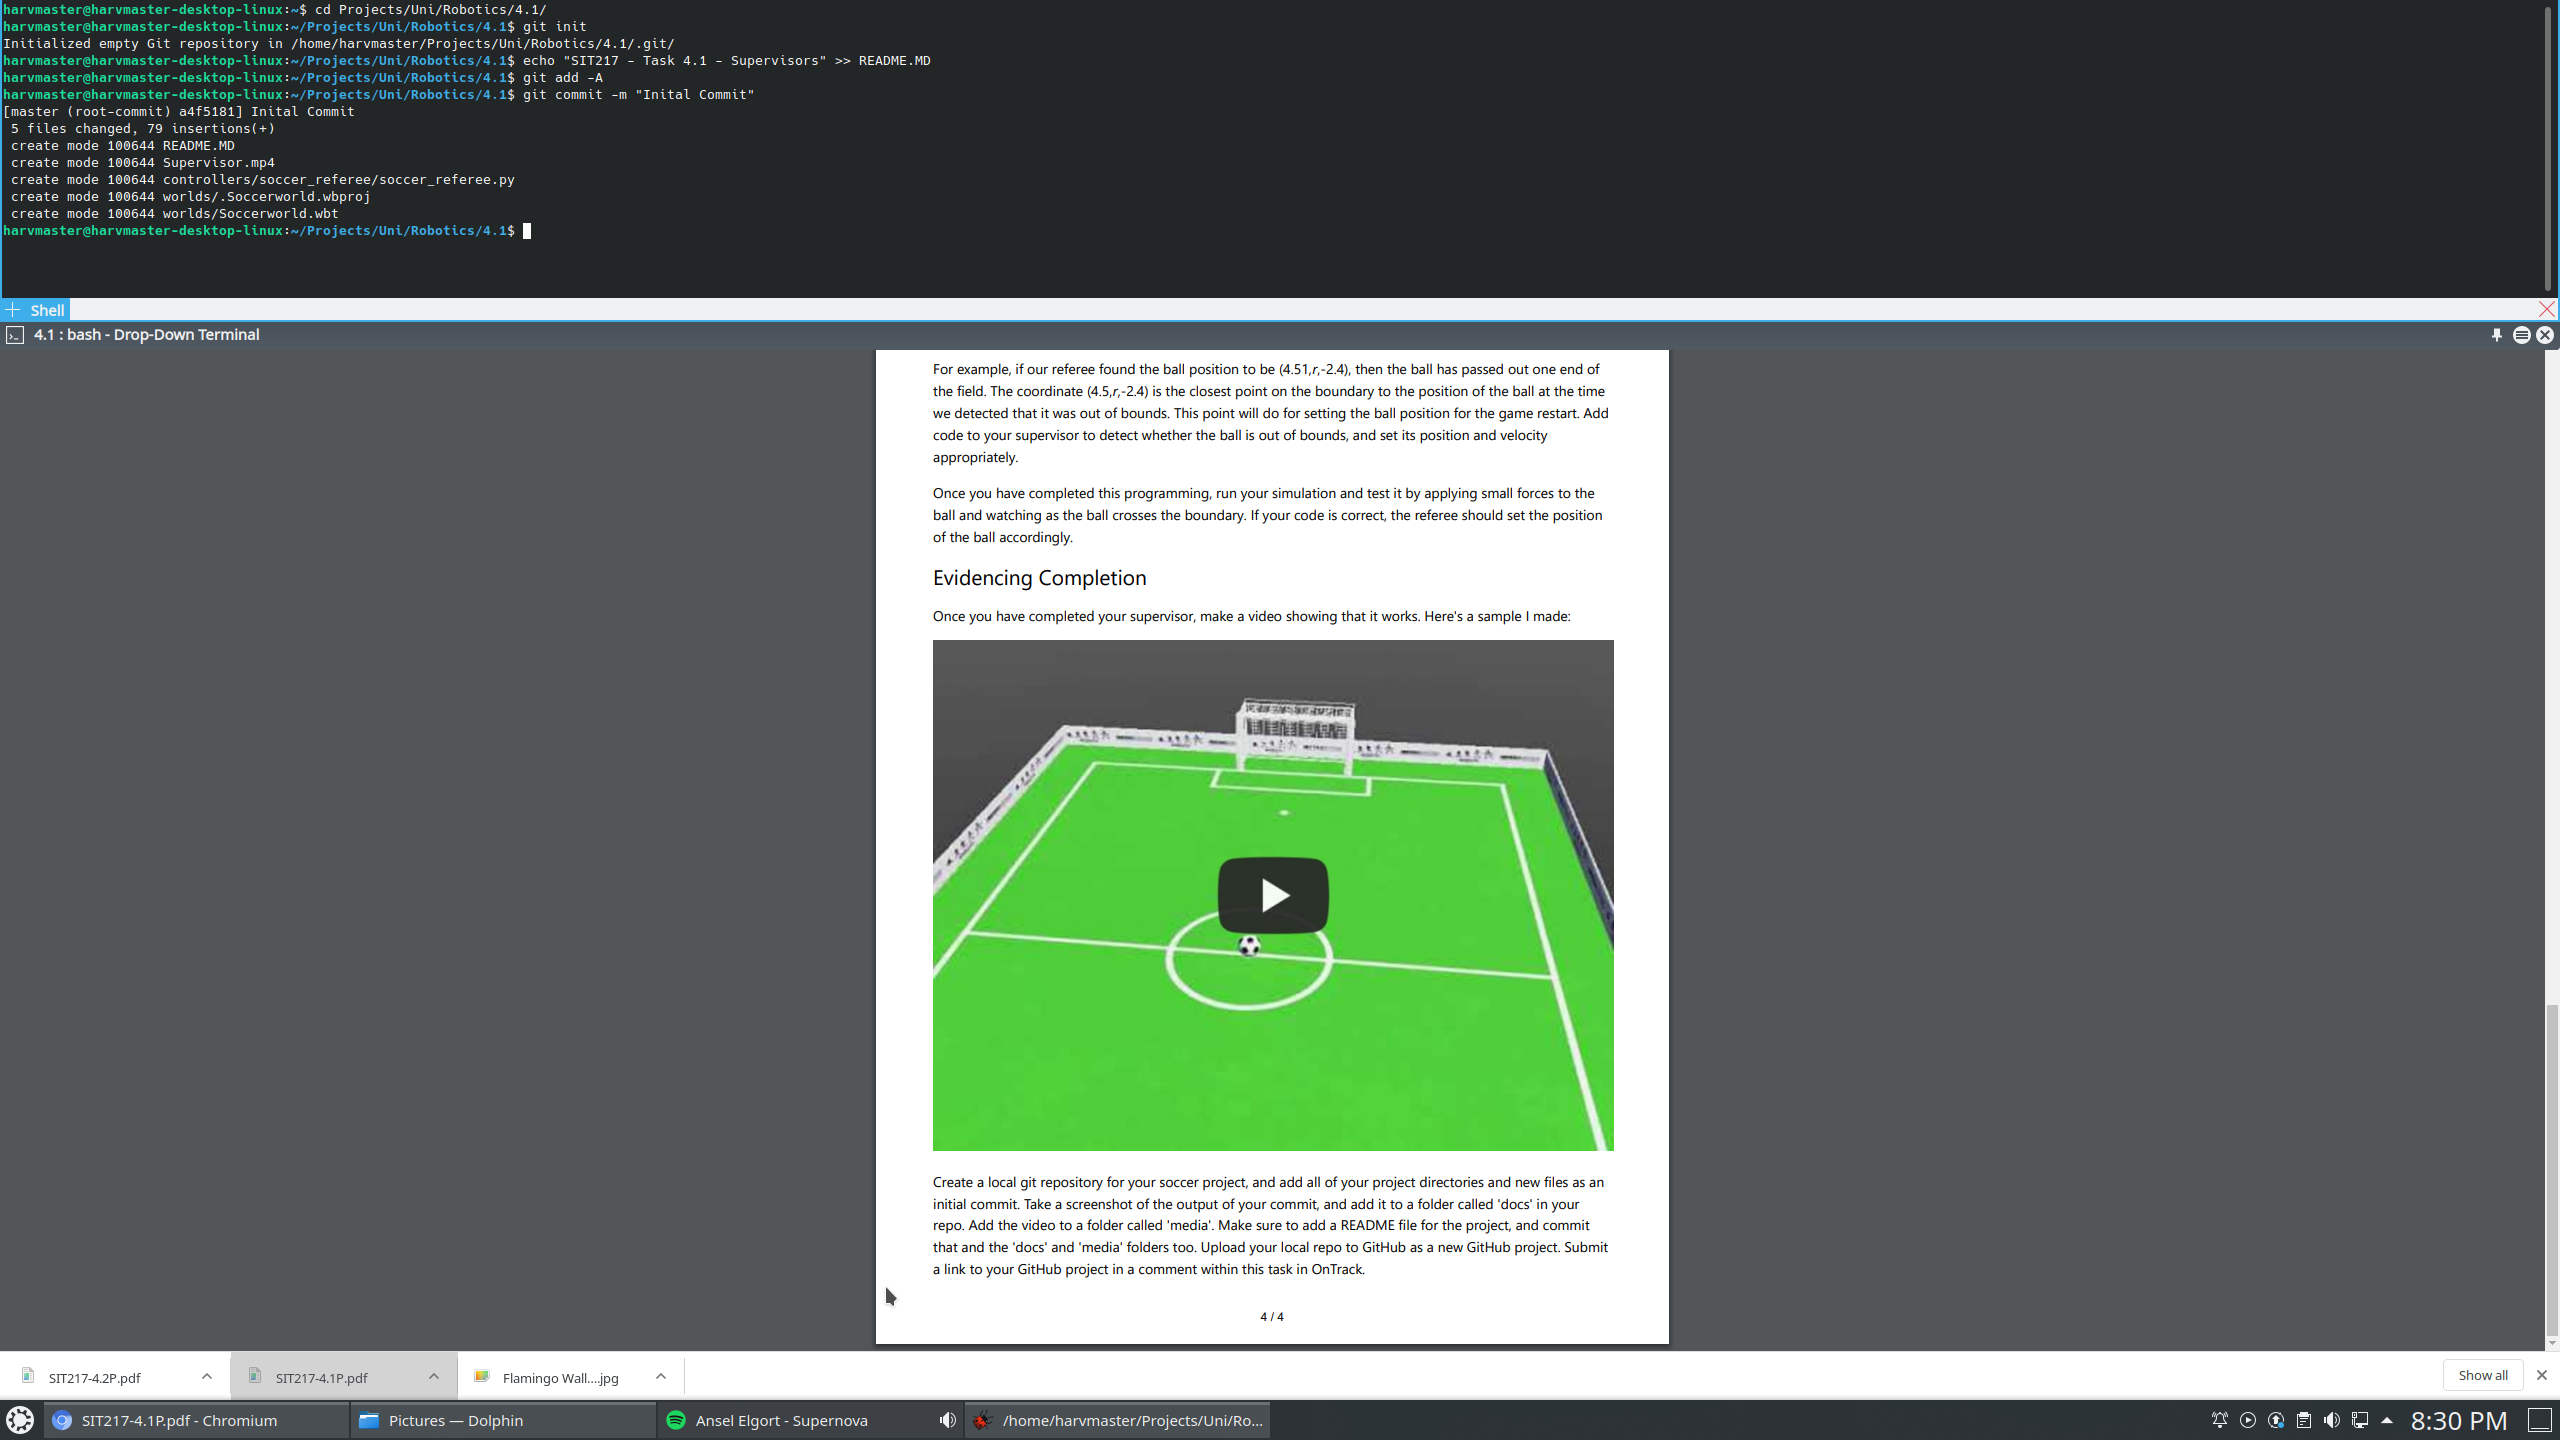 harvmaster@harvmaster-desktop-linux:~$ cd Projects/Uni/Robotics/4.1/
harvmaster@harvmaster-desktop-linux:~/Projects/Uni/Robotics/4.1$ git init
Initialized empty Git repository in /home/harvmaster/Projects/Uni/Robotics/4.1/.git/
harvmaster@harvmaster-desktop-linux:~/Projects/Uni/Robotics/4.1$ echo "SIT217 - Task 4.1 - Supervisors" >> README.MD
harvmaster@harvmaster-desktop-linux:~/Projects/Uni/Robotics/4.1$ git add -A
harvmaster@harvmaster-desktop-linux:~/Projects/Uni/Robotics/4.1$ git commit -m "Inital Commit"
[master (root-commit) a4f5181] Inital Commit
5 files changed, 79 insertions(+)
create mode 100644 README.MD
create mode 100644 Supervisor.mp4
create mode 100644 controllers/soccer_referee/soccer_referee.py
create mode 100644 worlds/.Soccerworld.wbproj
create mode 100644 worlds/Soccerworld.wbt
harvmaster@harvmaster-desktop-linux:~/Projects/Uni/Robotics/4.1$
Shell
4.1 : bash - Drop-Down Terminal
For example, if our referee found the ball position to be (4.51,r,-2.4), then the ball has passed out one end of
the field. The coordinate (4.5,r,-2.4) is the closest point on the boundary to the position of the ball at the time
we detected that it was out of bounds. This point will do for setting the ball position for the game restart. Add
code to your supervisor to detect whether the ball is out of bounds, and set its position and velocity
appropriately.
Once you have completed this programming, run your simulation and test it by applying small forces to the
ball and watching as the ball crosses the boundary. If your code is correct, the referee should set the position
of the ball accordingly.
Evidencing Completion
Once you have completed your supervisor, make a video showing that it works. Here's a sample I made:
Create a local git repository for your soccer project, and add all of your project directories and new files as an
initial commit. Take a screenshot of the output of your commit, and add it to a folder called 'docs' in your
repo. Add the video to a folder called 'media'. Make sure to add a README file for the project, and commit
that and the 'docs' and 'media' folders too. Upload your local repo to GitHub as a new GitHub project. Submit
a link to your GitHub project in a comment within this task in OnTrack.
4 / 4
SIT217-4.2P.pdf
SIT217-4.1P.pdf
Flamingo Wall....jpg
Show all
SIT217-4.1P.pdf - Chromium
Pictures — Dolphin
Ansel Elgort - Supernova
/home/harvmaster/Projects/Uni/Ro...
8:30 PM